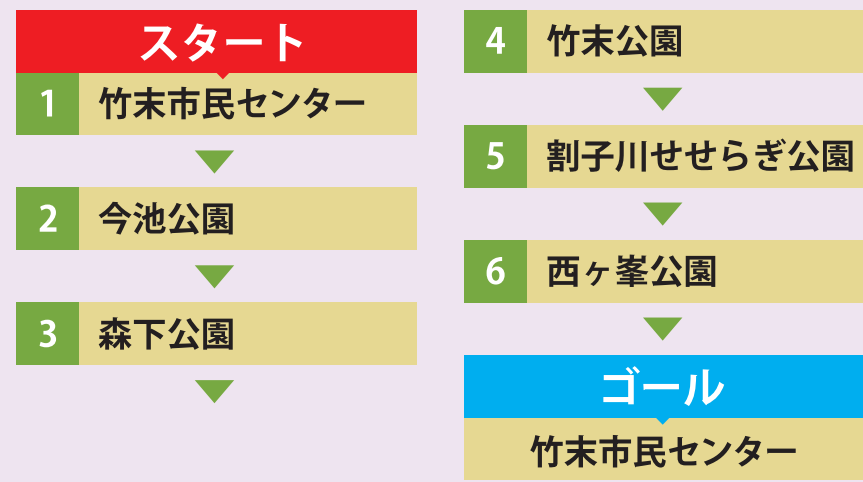 スタート
1 竹末市民センター
2 今池公園
3 森下公園
4 竹末公園
5 割子川せせらぎ公園
6 西ヶ峯公園
ゴール
竹末市民センター